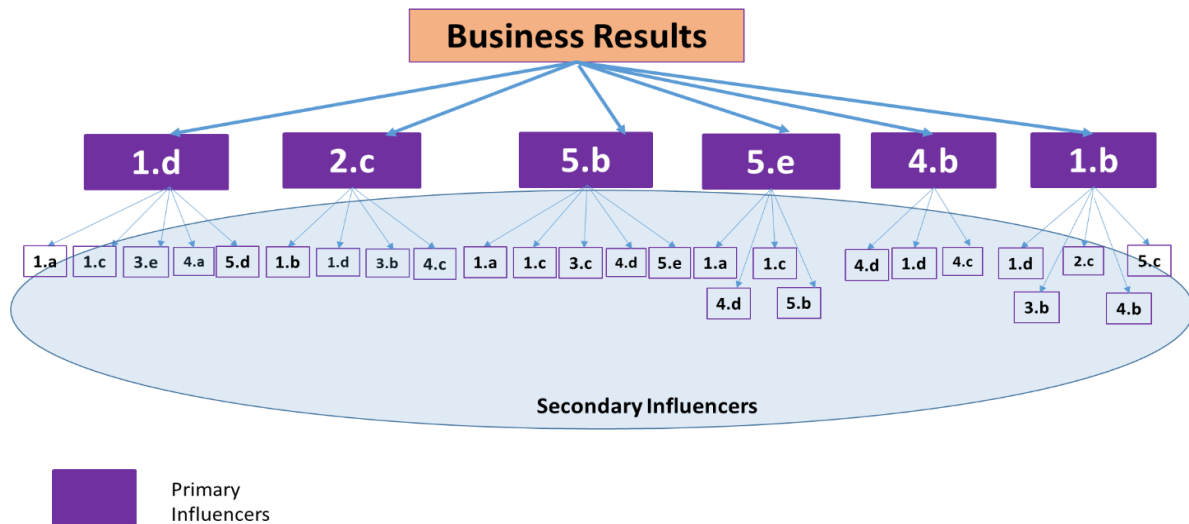 Business Results
1.d 2.c 5.b 5.e 4.b 1.b
1.a 1.c 3.e 4.a 5.d 1.b 1.d 3.b 4.c 1.a 1.c 3.c 4.d 5.e 1.a 1.c 4.d 1.d 4.c 1.d 2.c 5.c
4.d 5.b 3.b 4.b
Secondary Influencers
Primary
Influencers